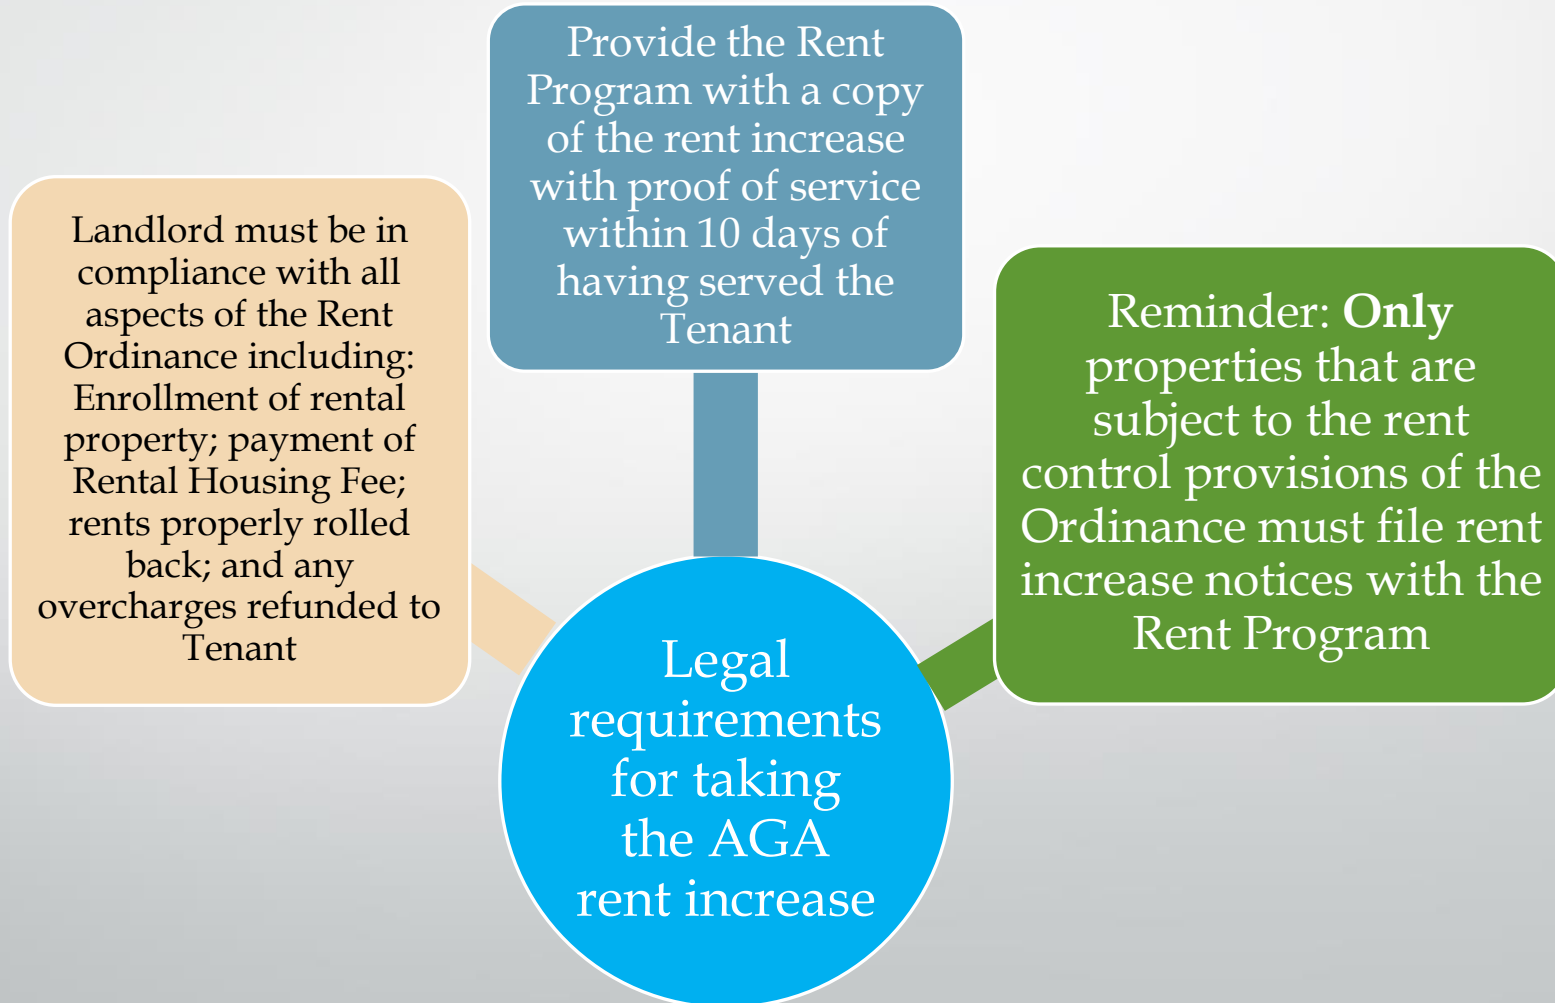 Landlord must be in
compliance with all
aspects of the Rent
Ordinance including:
Enrollment of rental
property; payment of
Rental Housing Fee;
rents properly rolled
back; and any
overcharges refunded to
Tenant
Provide the Rent
Program with a copy
of the rent increase
with proof of service
within 10 days of
having served the
Tenant
Reminder: Only
properties that are
subject to the rent
control provisions of the
Ordinance must file rent
increase notices with the
Rent Program
Legal
requirements
for taking
the AGA
rent increase